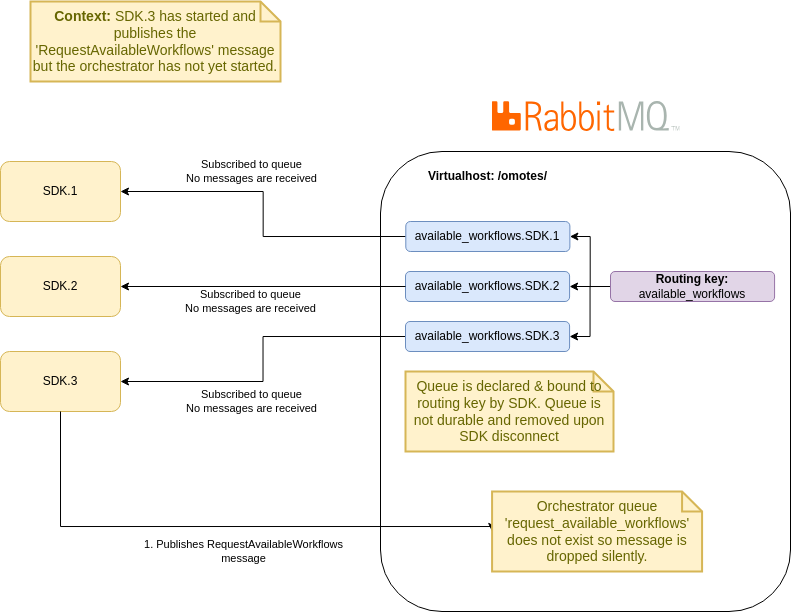 Context: SDK.3 has started and
publishes the
'RequestAvailableWorkflows' message
but the orchestrator has not yet started.
RabbitMQ TM
Virtualhost: /omotes/
SDK.1
Subscribed to queue
No messages are received
available_workflows.SDK.1
SDK.2
Subscribed to queue
No messages are received
available_workflows.SDK.2
Routing key:
available_workflows
SDK.3
Subscribed to queue
No messages are received
available_workflows.SDK.3
Queue is declared & bound to
routing key by SDK. Queue is
not durable and removed upon
SDK disconnect
1. Publishes RequestAvailableWorkflows
message
Orchestrator queue
'request_available_workflows'
does not exist so message is
dropped silently.